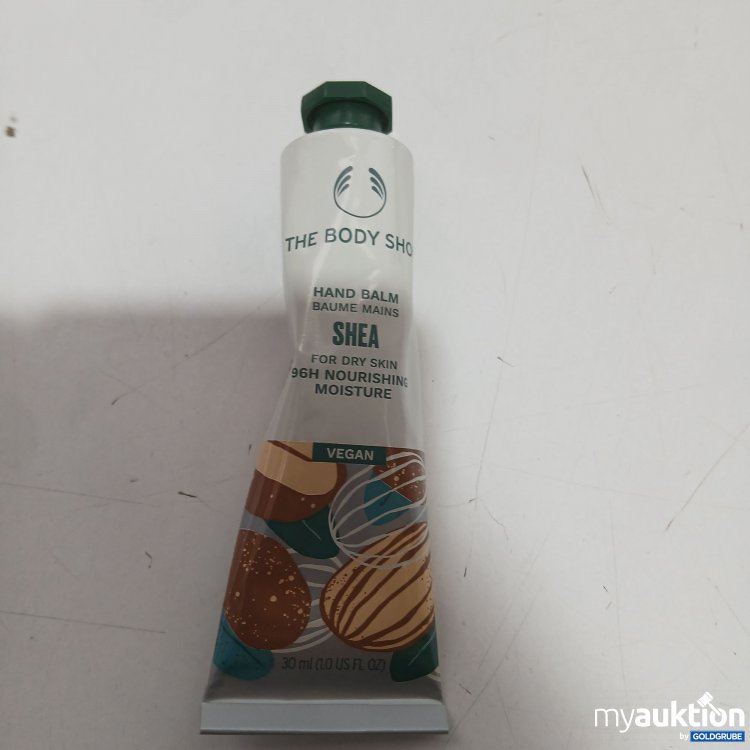 THE BODY SHO
HAND BALM
BAUME MAINS
SHEA
FOR DRY SKIN
96H NOURISHING
MOISTURE
VEGAN
30 ml (1.0 US FL OZ)
myauktion
by GOLDGRUBE